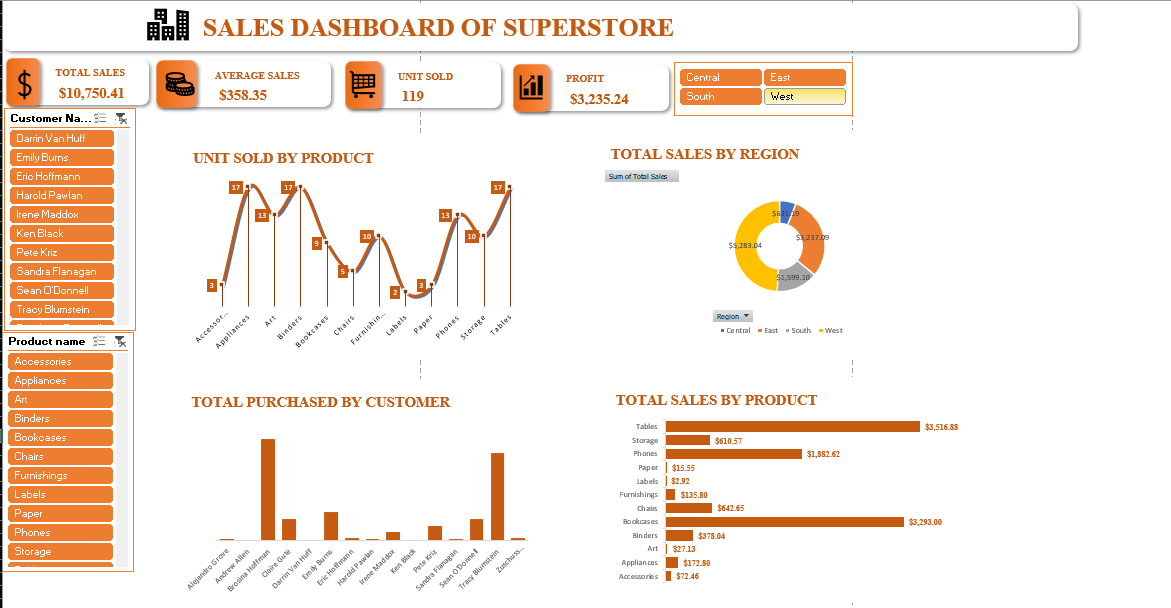 SALES DASHBOARD OF SUPERSTORE
TOTAL SALES
$10,750.41
AVERAGE SALES
$358.35
UNIT SOLD
119
PROFIT
$3,235.24
Central
East
South
West
Customer Na...
Darrin Van Huff
Emily Burns
Eric Hoffmann
Harold Pawlan
Irene Maddox
Ken Black
Pete Kriz
Sandra Flanagan
Sean O'Donnell
Tracy Blumstein
Product name
Accessories
Appliances
Art
Binders
Bookcases
Chairs
Furnishings
Labels
Paper
Phones
Storage
UNIT SOLD BY PRODUCT
3
17
13
17
9
5
10
2
3
13
10
17
Accessor...
Appliances
Art
Binders
Bookcases
Chairs
Furnishin...
Labels
Paper
Phones
Storage
Tables
TOTAL SALES BY REGION
Sum of Total Sales
$3,237.09
$1,599.10
$5,283.04
Region
Central East South West
TOTAL PURCHASED BY CUSTOMER
Alejandro Grove
Andrew Allen
Brosina Hoffman
Claire Gute
Darrin Van Huff
Emily Burns
Eric Hoffmann
Harold Pawlan
Irene Maddox
Ken Black
Pete Kriz
Sandra Flanagan
Sean O'Donnell
Tracy Blumstein
Zuschuss...
TOTAL SALES BY PRODUCT
Tables $3,516.88
Storage $610.57
Phones $1,882.62
Paper $15.55
Labels $2.92
Furnishings $135.80
Chairs $642.65
Bookcases $3,293.00
Binders $378.04
Art $27.13
Appliances $172.80
Accessories $72.46